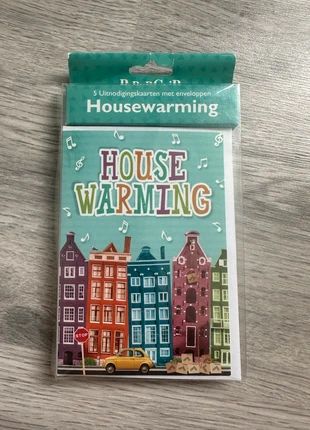 5 Uitnodigingskaarten met enveloppen
Housewarming
HOUSE
WARMING
STOP